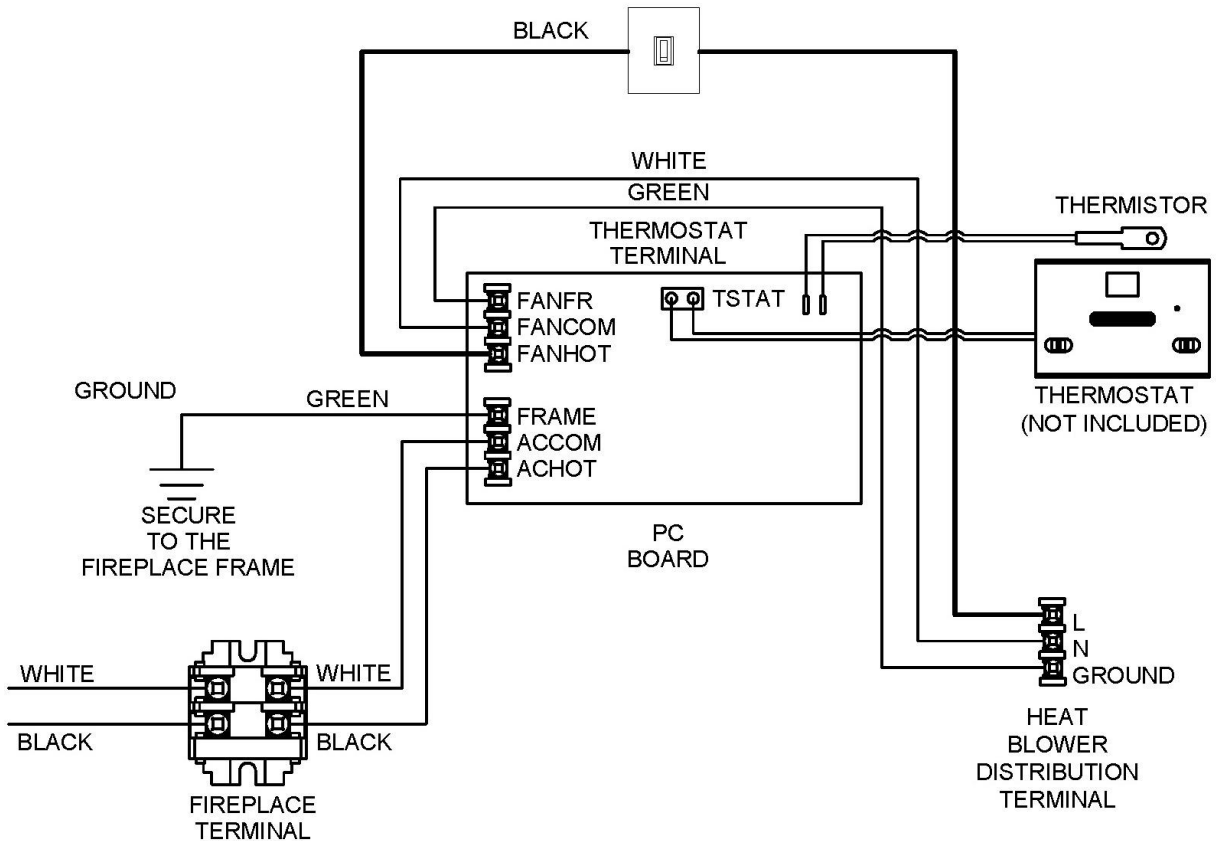 BLACK
WHITE
GREEN
THERMISTOR
THERMOSTAT
TERMINAL
FANFR
FANCOM
FANHOT
TSTAT
THERMOSTAT
(NOT INCLUDED)
GROUND
GREEN
FRAME
ACCOM
ACHOT
SECURE
TO THE
FIREPLACE FRAME
PC
BOARD
L
N
GROUND
WHITE
WHITE
BLACK
BLACK
HEAT
BLOWER
DISTRIBUTION
TERMINAL
FIREPLACE
TERMINAL